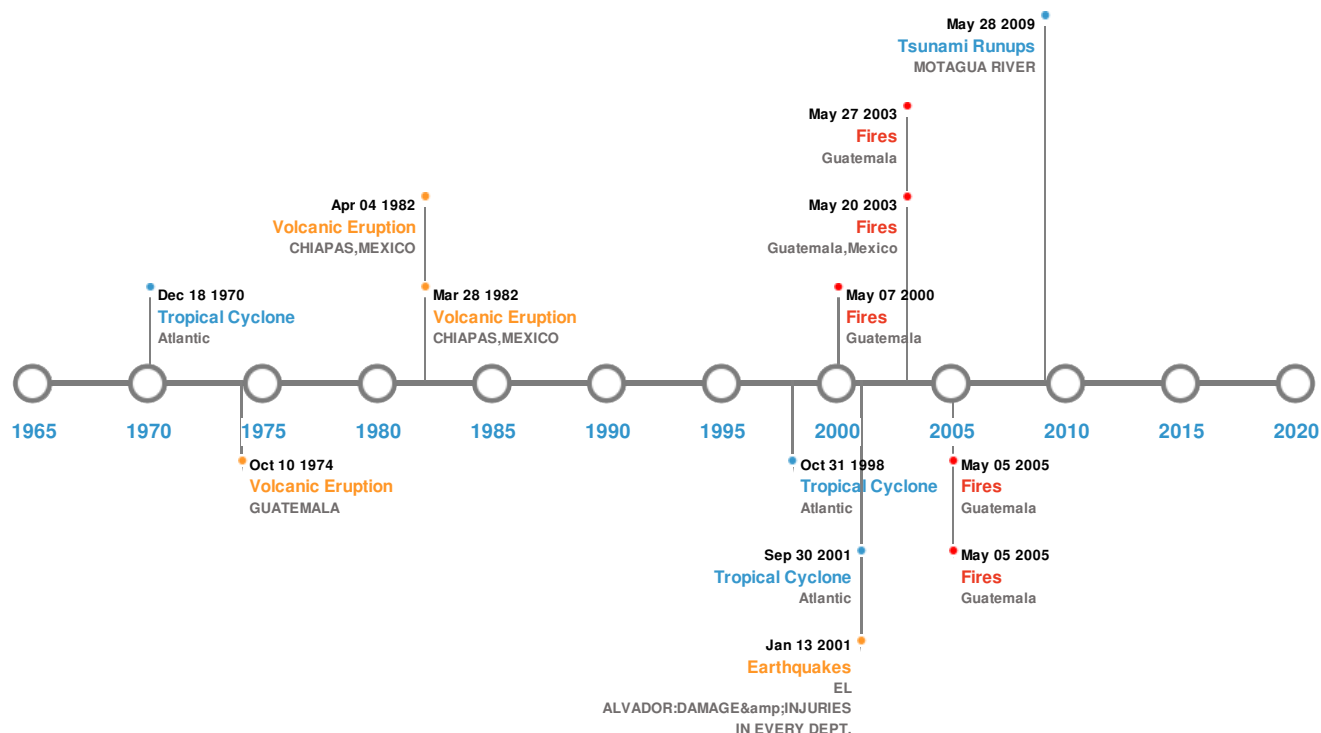 May 28 2009
Tsunami Runups
MOTAGUA RIVER
May 27 2003
Fires
Guatemala
Apr 04 1982
Volcanic Eruption
CHIAPAS,MEXICO
May 20 2003
Fires
Guatemala,Mexico
Dec 18 1970
Tropical Cyclone
Atlantic
Mar 28 1982
Volcanic Eruption
CHIAPAS,MEXICO
May 07 2000
Fires
Guatemala
1965 1970 1975 1980 1985 1990 1995 2000 2005 2010 2015 2020
Oct 10 1974
Volcanic Eruption
GUATEMALA
Oct 31 1998
Tropical Cyclone
Atlantic
May 05 2005
Fires
Guatemala
Sep 30 2001
Tropical Cyclone
Atlantic
May 05 2005
Fires
Guatemala
Jan 13 2001
Earthquakes
EL
ALVADOR:DAMAGE&amp;INJURIES
IN EVERY DEPT.